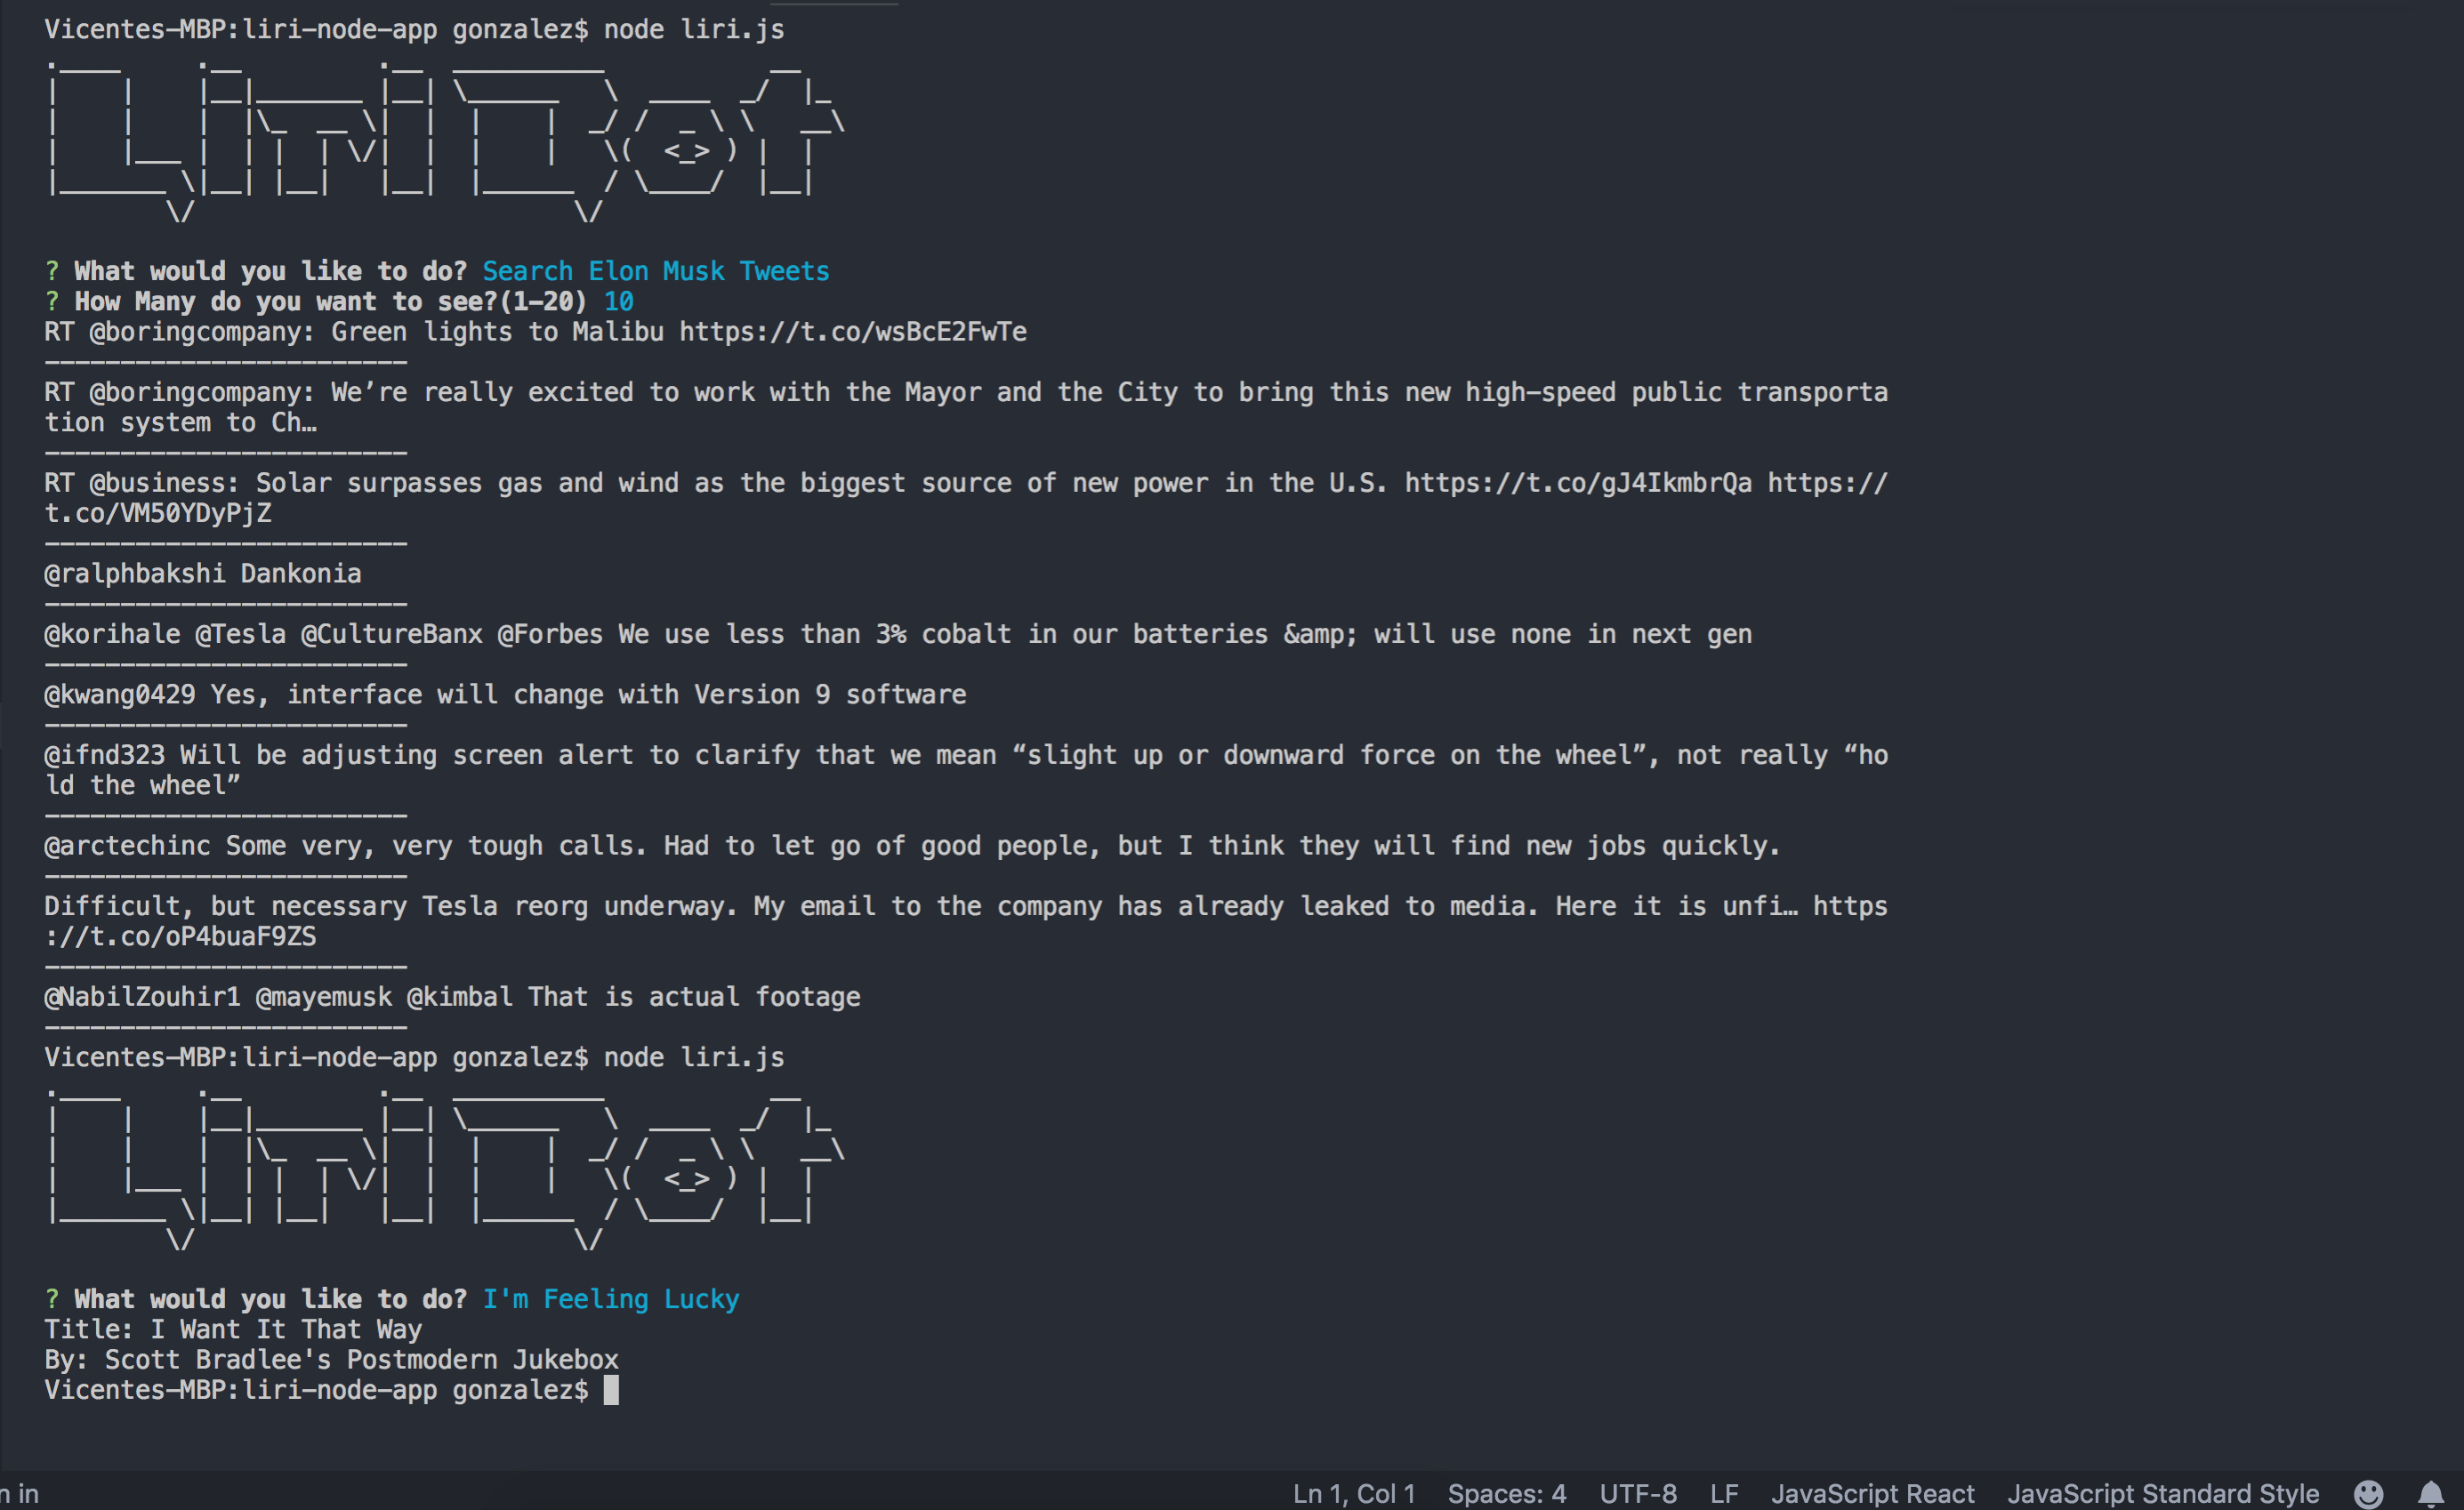 Vicentes-MBP:liri-node-app gonzalez$ node liri.js
Liri Bot
? What would you like to do? Search Elon Musk Tweets
? How Many do you want to see?(1-20) 10
RT @boringcompany: Green lights to Malibu https://t.co/wsBcE2FwTe
------------------------
RT @boringcompany: We’re really excited to work with the Mayor and the City to bring this new high-speed public transporta
tion system to Ch…
------------------------
RT @business: Solar surpasses gas and wind as the biggest source of new power in the U.S. https://t.co/gJ4IkmbrQa https://
t.co/VM50YDyPjZ
------------------------
@ralphbakshi Dankonia
------------------------
@korihale @Tesla @CultureBanx @Forbes We use less than 3% cobalt in our batteries &amp; will use none in next gen
------------------------
@kwang0429 Yes, interface will change with Version 9 software
------------------------
@ifnd323 Will be adjusting screen alert to clarify that we mean “slight up or downward force on the wheel”, not really “ho
ld the wheel”
------------------------
@arctechinc Some very, very tough calls. Had to let go of good people, but I think they will find new jobs quickly.
------------------------
Difficult, but necessary Tesla reorg underway. My email to the company has already leaked to media. Here it is unfi… https
://t.co/oP4buaF9ZS
------------------------
@NabilZouhir1 @mayemusk @kimbal That is actual footage
------------------------
Vicentes-MBP:liri-node-app gonzalez$ node liri.js
Liri Bot
? What would you like to do? I'm Feeling Lucky
Title: I Want It That Way
By: Scott Bradlee's Postmodern Jukebox
Vicentes-MBP:liri-node-app gonzalez$
n in Ln 1, Col 1 Spaces: 4 UTF-8 LF JavaScript React JavaScript Standard Style